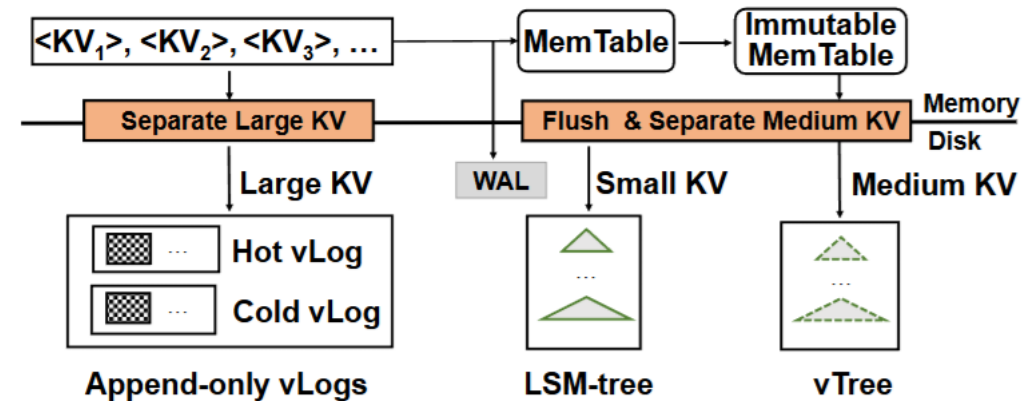 <KV1>, <KV2>, <KV3>, ...
MemTable
Immutable
MemTable
Separate Large KV
Flush & Separate Medium KV
Memory
Disk
Large KV
WAL
Small KV
Medium KV
... Hot vLog
... Cold vLog
...
...
Append-only vLogs
LSM-tree
vTree